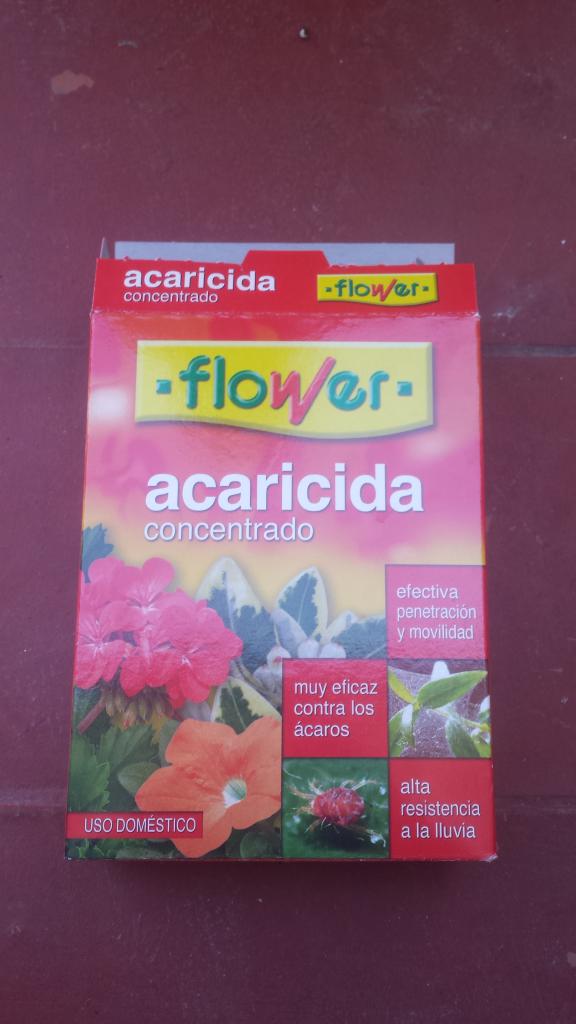 acaricida
concentrado
·flower·
·flower·
acaricida
concentrado
efectiva
penetración
y movilidad
muy eficaz
contra los
ácaros
alta
resistencia
a la lluvia
USO DOMÉSTICO